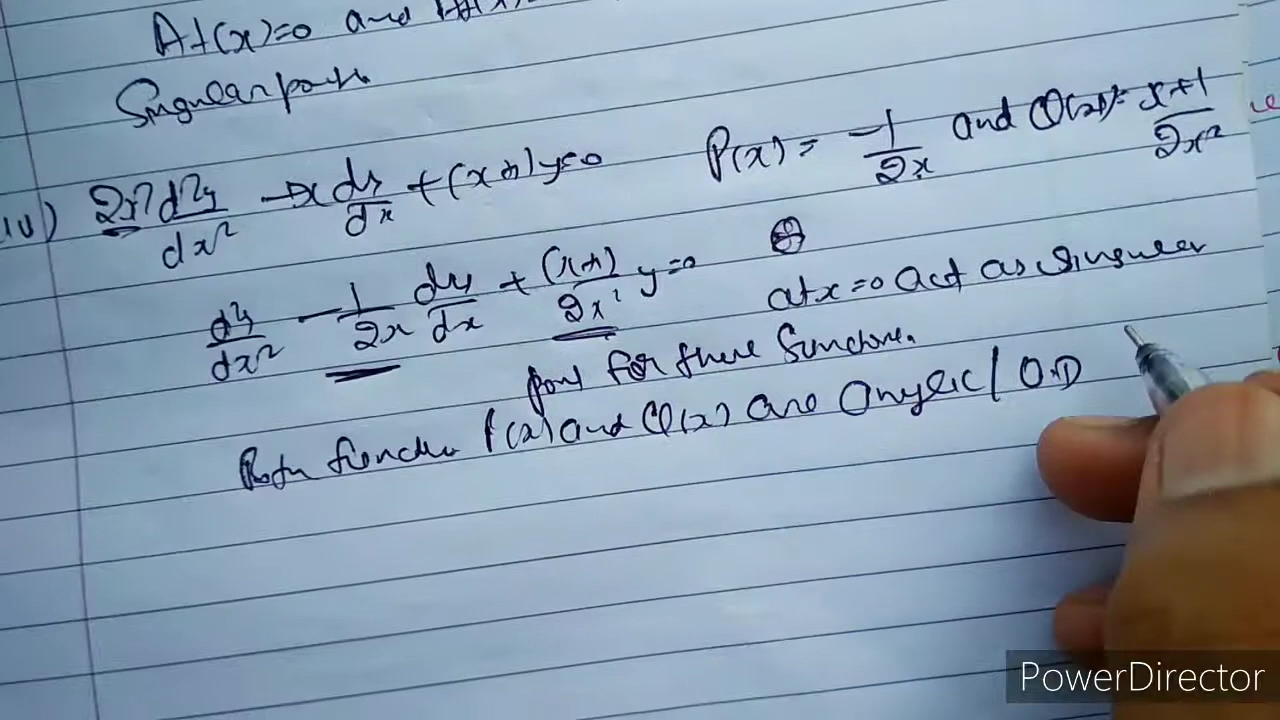 At(x)=0 and
Singular point
iv) 2x² d²y/dx² - x dy/dx + (x+1)y=0 P(x) = -1/2x and Q(x) = x+1/2x²
d²y/dx² - 1/2x dy/dx + (x+1)/2x² y=0
at x=0 act as Singular
point for these functions.
Both function P(x) and Q(x) are Anylic / O.D
PowerDirector